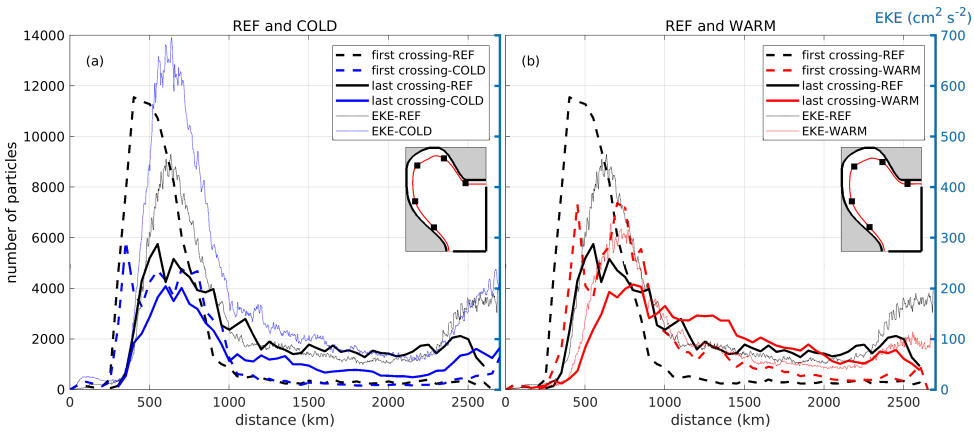 EKE (cm² s⁻²)
REF and COLD
REF and WARM
(a)
first crossing-REF
first crossing-COLD
last crossing-REF
last crossing-COLD
EKE-REF
EKE-COLD
(b)
first crossing-REF
first crossing-WARM
last crossing-REF
last crossing-WARM
EKE-REF
EKE-WARM
number of particles
14000
12000
10000
8000
6000
4000
2000
0
700
600
500
400
300
200
100
0
0 500 1000 1500 2000 2500
500 1000 1500 2000 2500
distance (km)
distance (km)